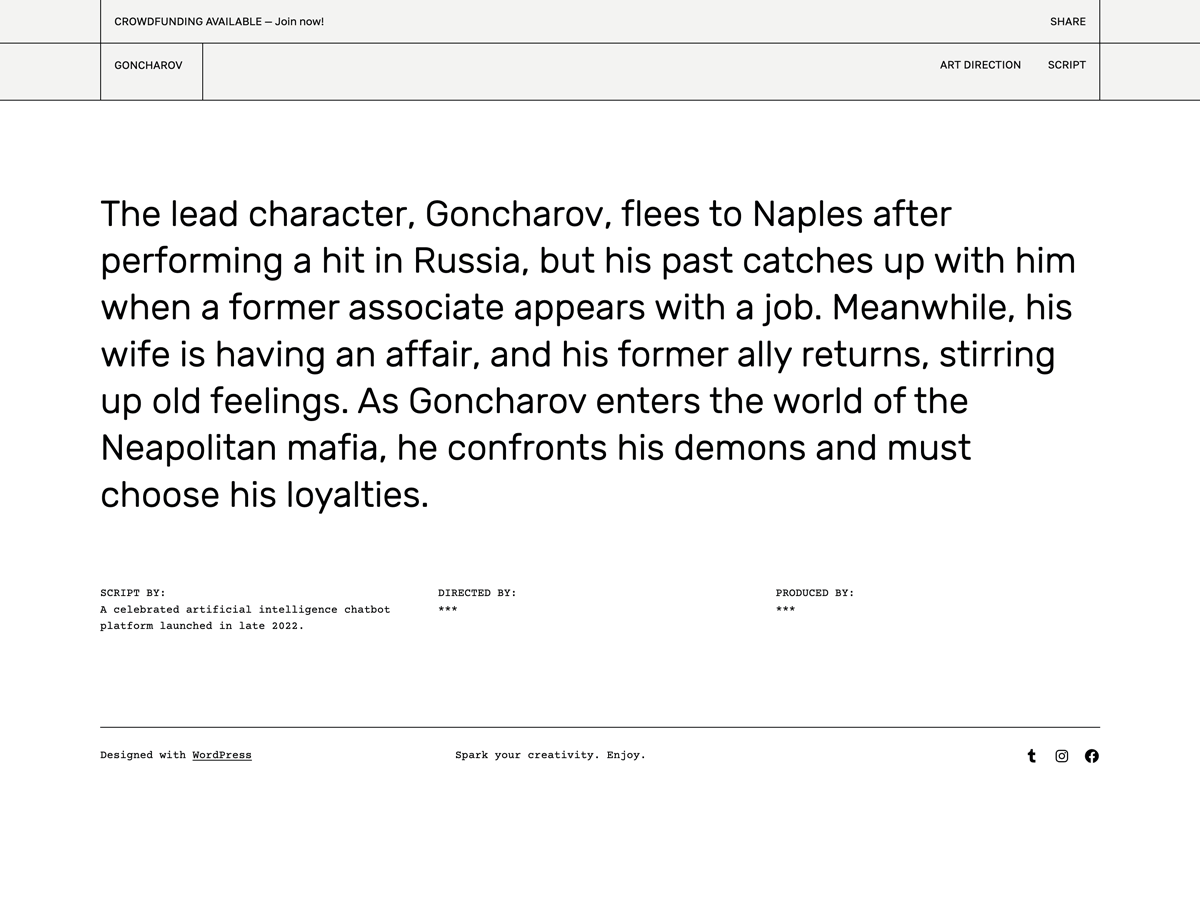 CROWDFUNDING AVAILABLE — Join now!
SHARE
GONCHAROV
ART DIRECTION
SCRIPT
The lead character, Goncharov, flees to Naples after
performing a hit in Russia, but his past catches up with him
when a former associate appears with a job. Meanwhile, his
wife is having an affair, and his former ally returns, stirring
up old feelings. As Goncharov enters the world of the
Neapolitan mafia, he confronts his demons and must
choose his loyalties.
SCRIPT BY:
A celebrated artificial intelligence chatbot
platform launched in late 2022.
DIRECTED BY:
***
PRODUCED BY:
***
Designed with WordPress
Spark your creativity. Enjoy.